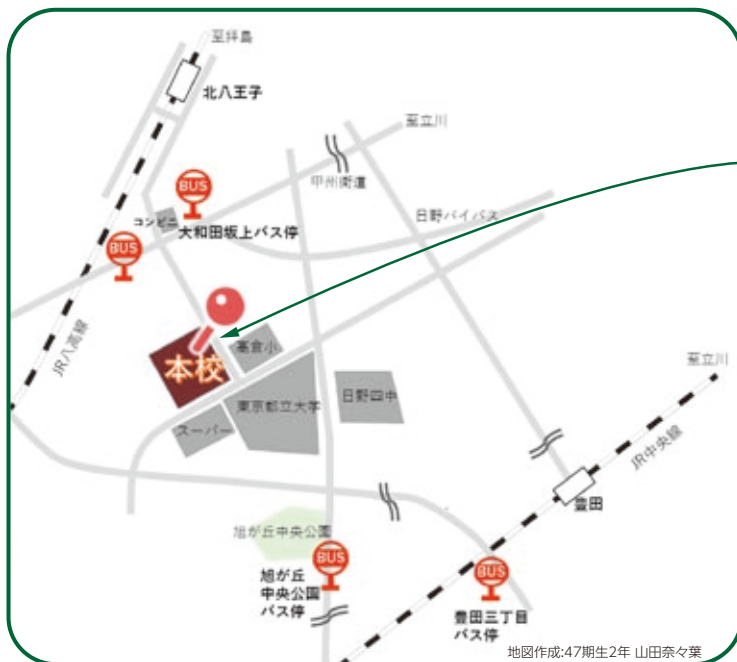 至拝島
北八王子
至立川
甲州街道
日野バイパス
BUS
コンビニ
大和田坂上バス停
BUS
JR八高線
高倉小
本校
至立川
東京都立大学
日野四中
スーパー
JR中央線
豊田
旭が丘中央公園
BUS
旭が丘
中央公園
バス停
BUS
豊田三丁目
バス停
地図作成:47期生2年 山田奈々葉